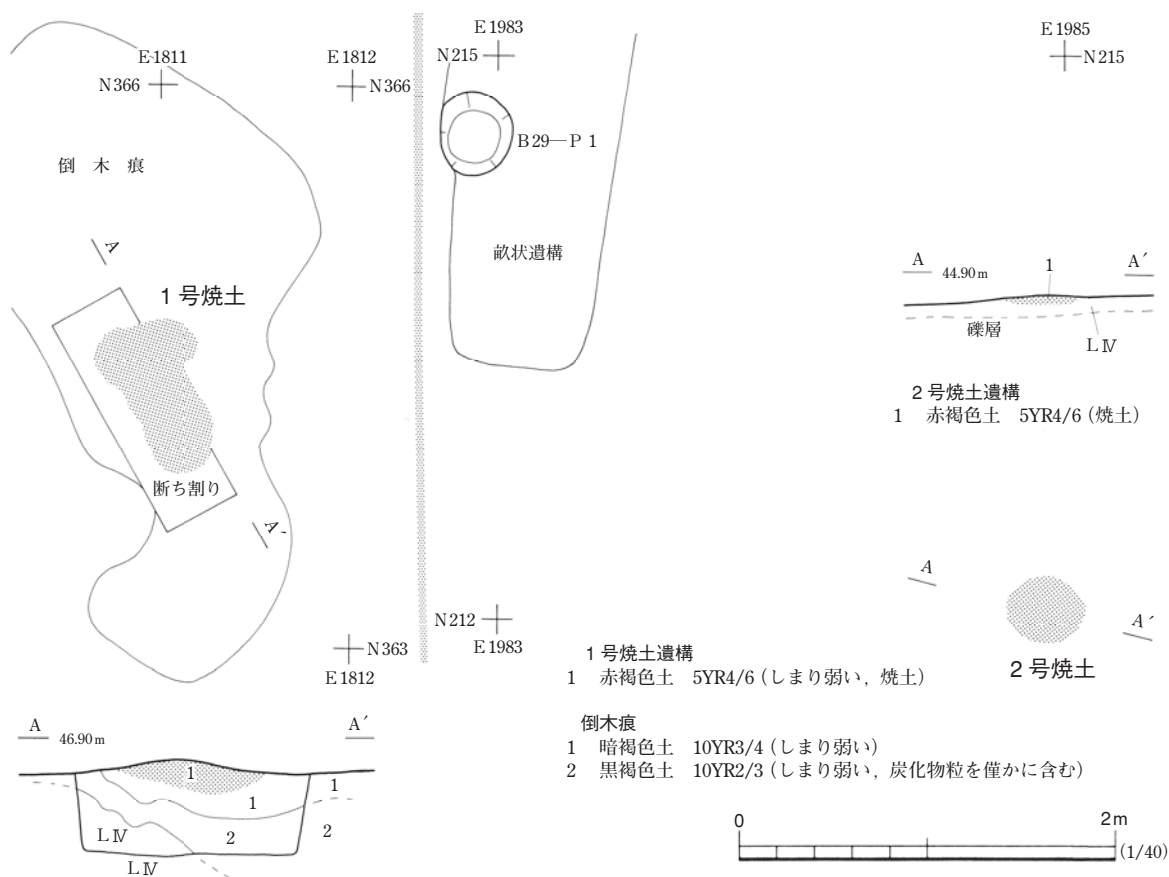 E1811
N366
E1812
N366
倒木痕
A
1号焼土
断ち割り
A′
N363
E1812
A
46.90m
A′
1
1
1
2
2
LⅣ
LⅣ
E1983
N215
B29―P1
畝状遺構
N212
E1983
E1985
N215
A
44.90m
1
A′
礫層
LⅣ
2号焼土遺構
1 赤褐色土 5YR4/6(焼土)
A
A′
2号焼土
1号焼土遺構
1 赤褐色土 5YR4/6(しまり弱い,焼土)
倒木痕
1 暗褐色土 10YR3/4(しまり弱い)
2 黒褐色土 10YR2/3(しまり弱い,炭化物粒を僅かに含む)
0
2m
(1/40)